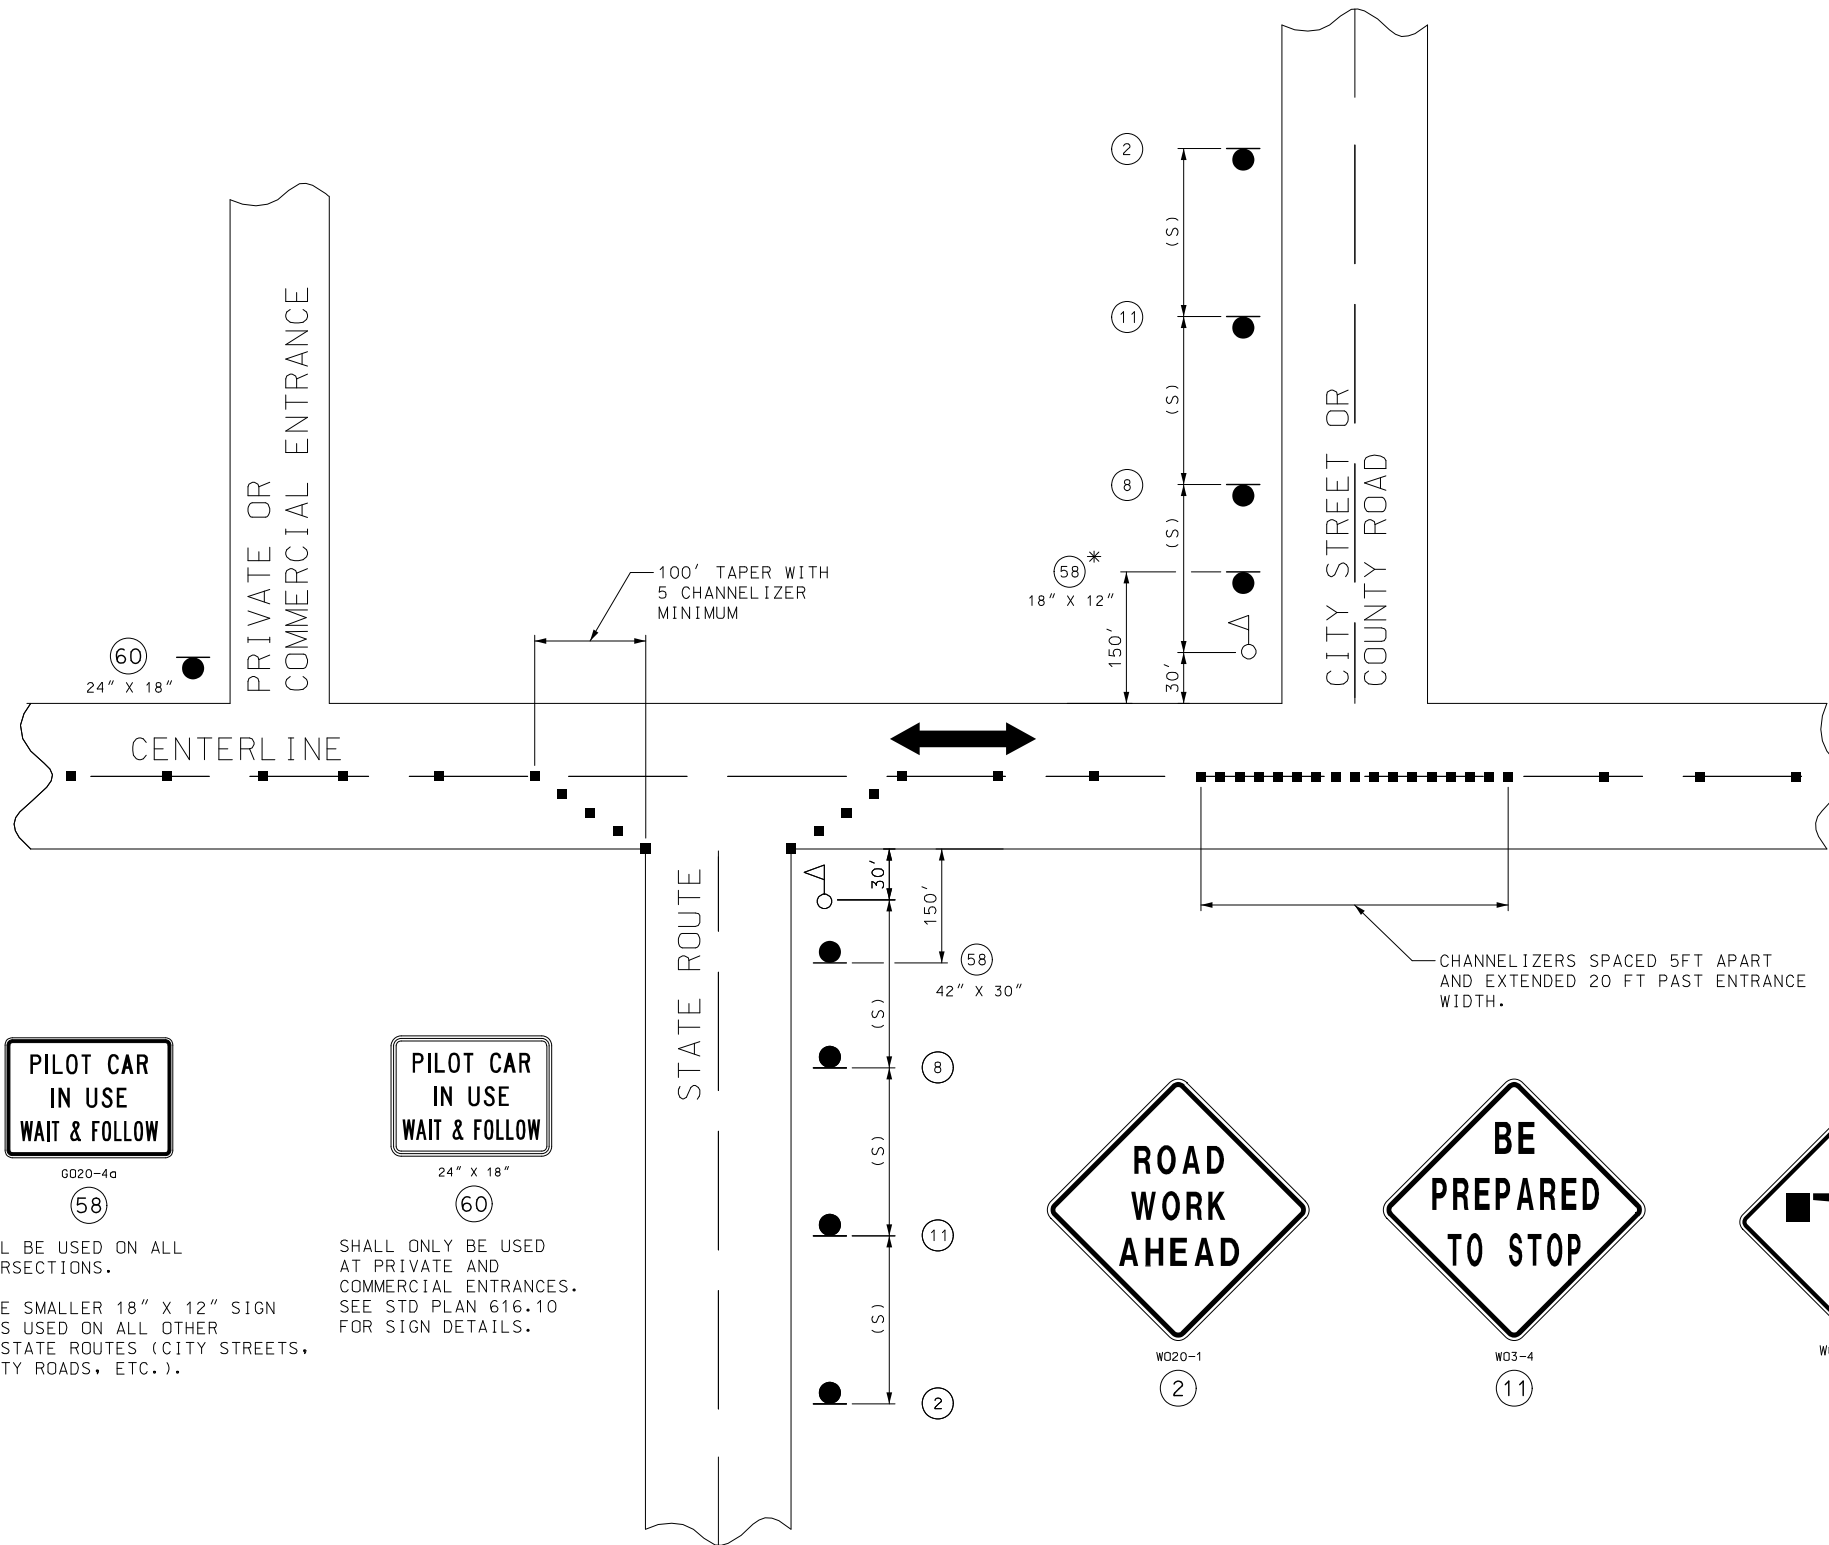 2
(S)
11
(S)
8
(S)
58*
18" X 12"
150'
30'
CITY STREET OR
COUNTY ROAD
PRIVATE OR
COMMERCIAL ENTRANCE
100' TAPER WITH
5 CHANNELIZER
MINIMUM
60
24" X 18"
CENTERLINE
STATE ROUTE
30'
150'
58
42" X 30"
(S)
8
(S)
11
(S)
2
CHANNELIZERS SPACED 5FT APART
AND EXTENDED 20 FT PAST ENTRANCE
WIDTH.
PILOT CAR
IN USE
WAIT & FOLLOW
GO20-4a
58
L BE USED ON ALL
RSECTIONS.
E SMALLER 18" X 12" SIGN
S USED ON ALL OTHER
STATE ROUTES (CITY STREETS,
TY ROADS, ETC.).
PILOT CAR
IN USE
WAIT & FOLLOW
24" X 18"
60
SHALL ONLY BE USED
AT PRIVATE AND
COMMERCIAL ENTRANCES.
SEE STD PLAN 616.10
FOR SIGN DETAILS.
ROAD
WORK
AHEAD
WO20-1
2
BE
PREPARED
TO STOP
WO3-4
11